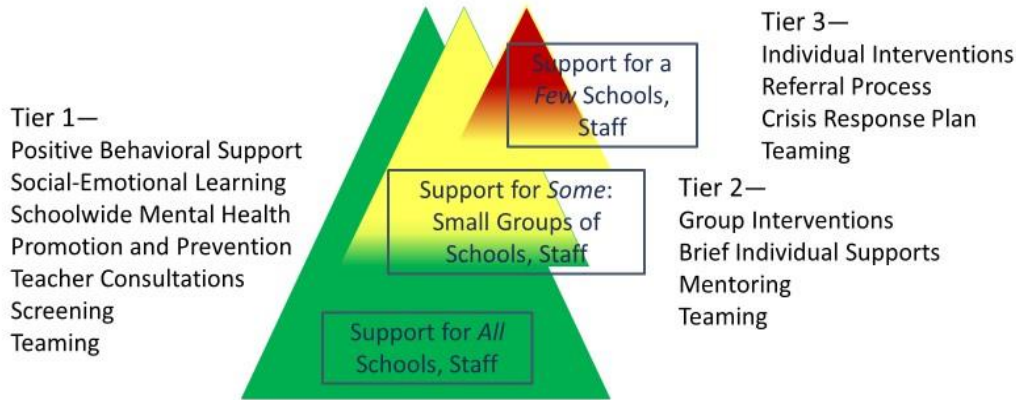 Tier 1—
Positive Behavioral Support
Social-Emotional Learning
Schoolwide Mental Health
Promotion and Prevention
Teacher Consultations
Screening
Teaming
Support for a
Few Schools,
Staff
Support for Some:
Small Groups of
Schools, Staff
Support for All
Schools, Staff
Tier 3—
Individual Interventions
Referral Process
Crisis Response Plan
Teaming
Tier 2—
Group Interventions
Brief Individual Supports
Mentoring
Teaming